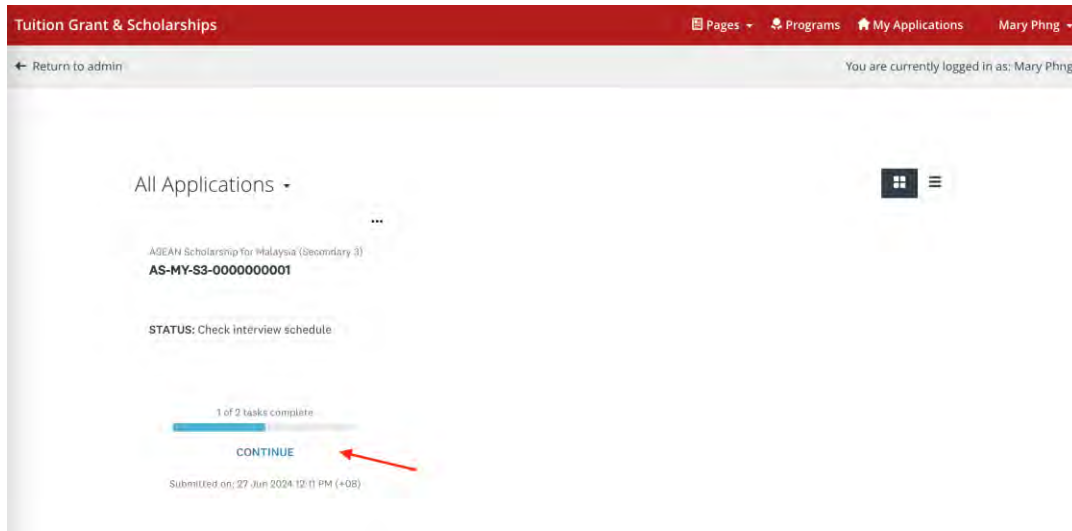 Tuition Grant & Scholarships
Pages
Programs
My Applications
Mary Phng
← Return to admin
You are currently logged in as: Mary Phng
All Applications
...
ASEAN Scholarship for Malaysia (Secondary 3)
AS-MY-S3-0000000001
STATUS: Check interview schedule
1 of 2 tasks complete
CONTINUE
Submitted on: 27 Jun 2024 12:11 PM (+08)